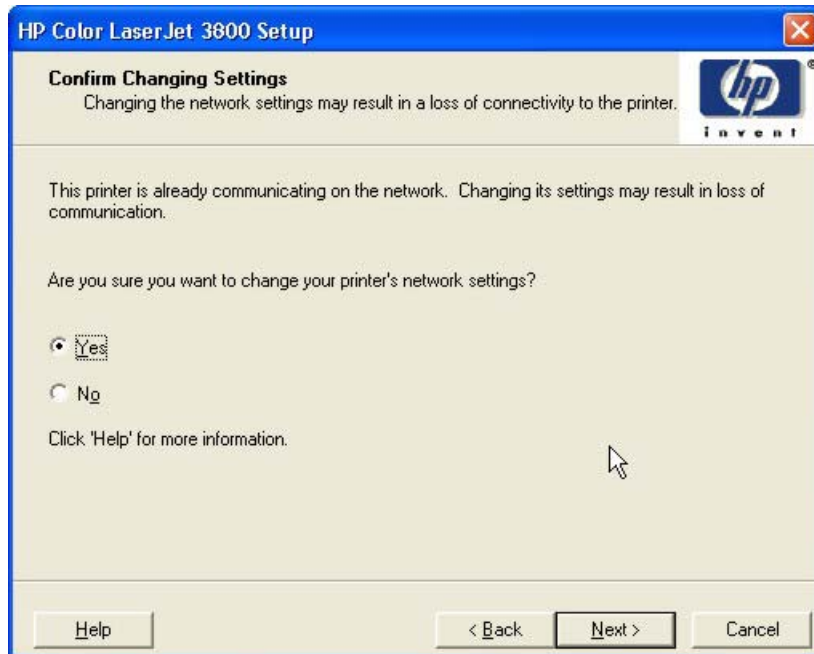 HP Color LaserJet 3800 Setup
Confirm Changing Settings
Changing the network settings may result in a loss of connectivity to the printer.
hp
®
invent
This printer is already communicating on the network.  Changing its settings may result in loss of
communication.
Are you sure you want to change your printer's network settings?
Yes
No
Click 'Help' for more information.
Help
< Back
Next >
Cancel